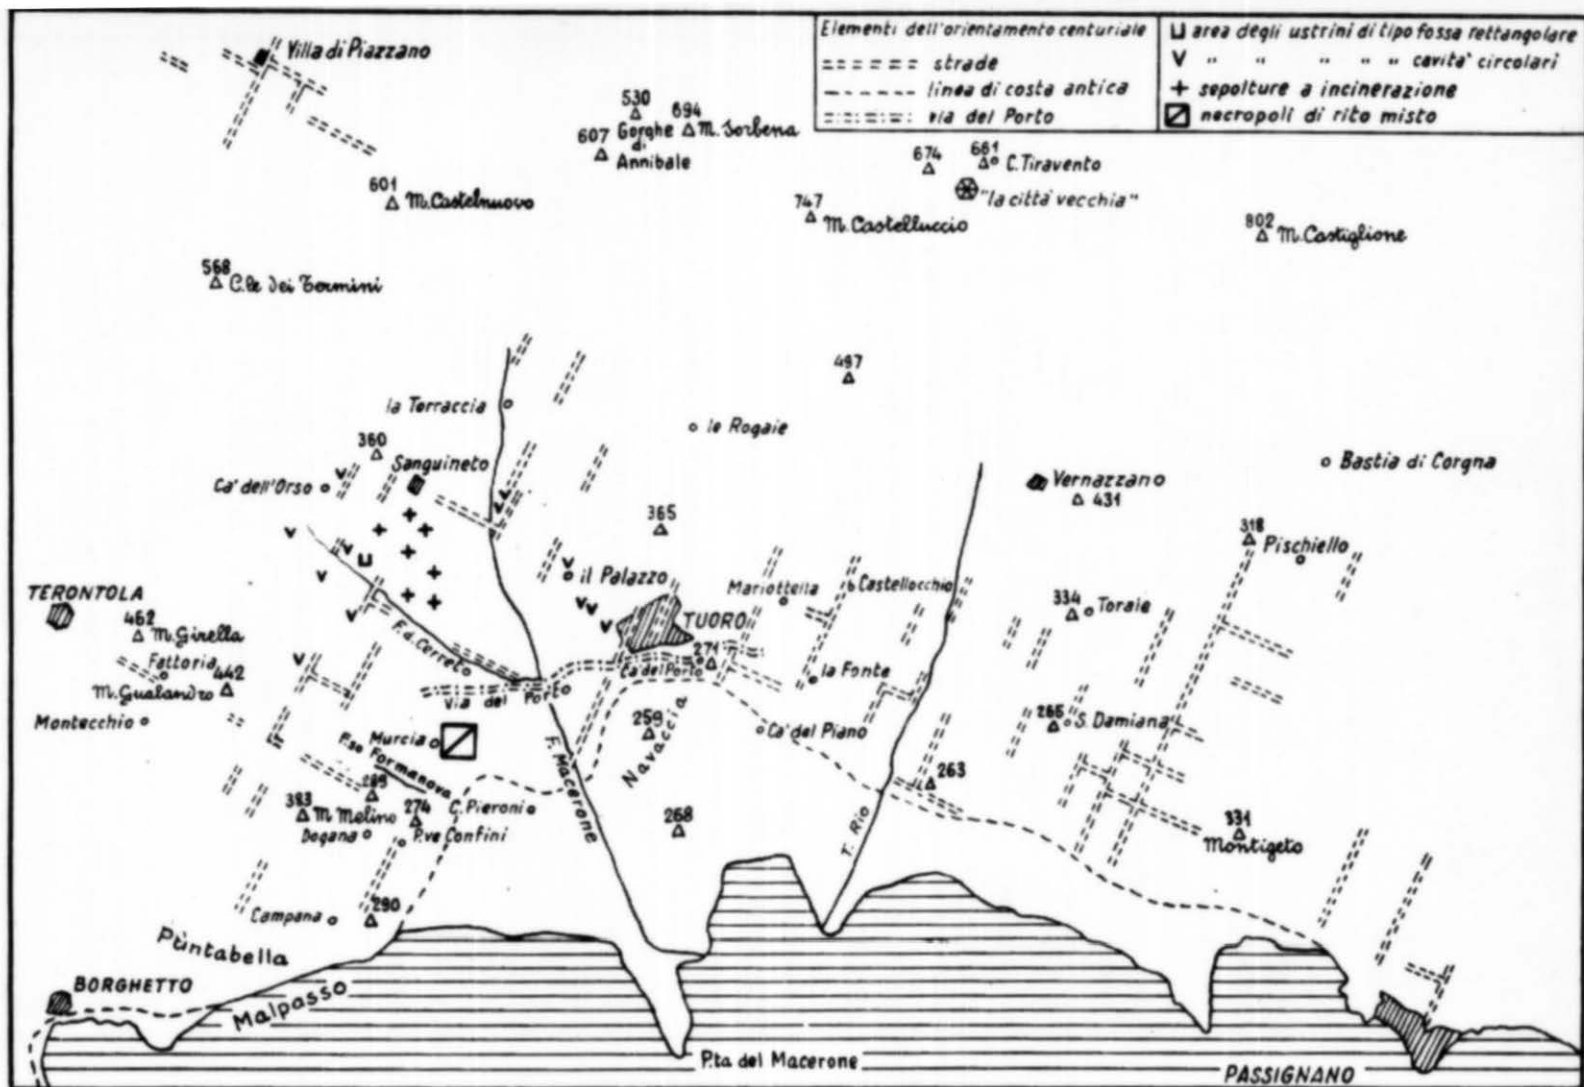 Elementi dell'orientamento centuriale
strade
linea di costa antica
via del Porto
area degli ustrini di tipo fossa rettangolare
" " " " " cavita' circolari
sepolture a incinerazione
necropoli di rito misto
Villa di Piazzano
530
694
607 Gorghe
di
Annibale
M. Sorbena
674
661
C. Tiravento
"la città vecchia"
601
M. Castelnuovo
747
M. Castelluccio
802
M. Castiglione
568
C.le dei Termini
497
la Torraccia
le Rogaie
360
Sanguineto
Ca' dell'Orso
Vernazzano
431
Bastia di Corgna
365
318
Pischiello
il Palazzo
Mariottella
Castellocchio
TERONTOLA
462
M. Girella
TUORO
334
Toraie
F. d. Cerreto
271
Ca' del Porto
Fattoria
442
M. Gualandro
la Fonte
Via del Porto
Montecchio
Murcia
259
Navaccia
Ca' del Piano
286
S. Damiana
F.so Formanova
F. Macerone
289
263
383
M. Melino
274
C. Pieroni
Dogana
P.ve Confini
268
T. Rio
331
Montigeto
Campana
290
Puntabella
BORGHETTO
Malpasso
P.ta del Macerone
PASSIGNANO